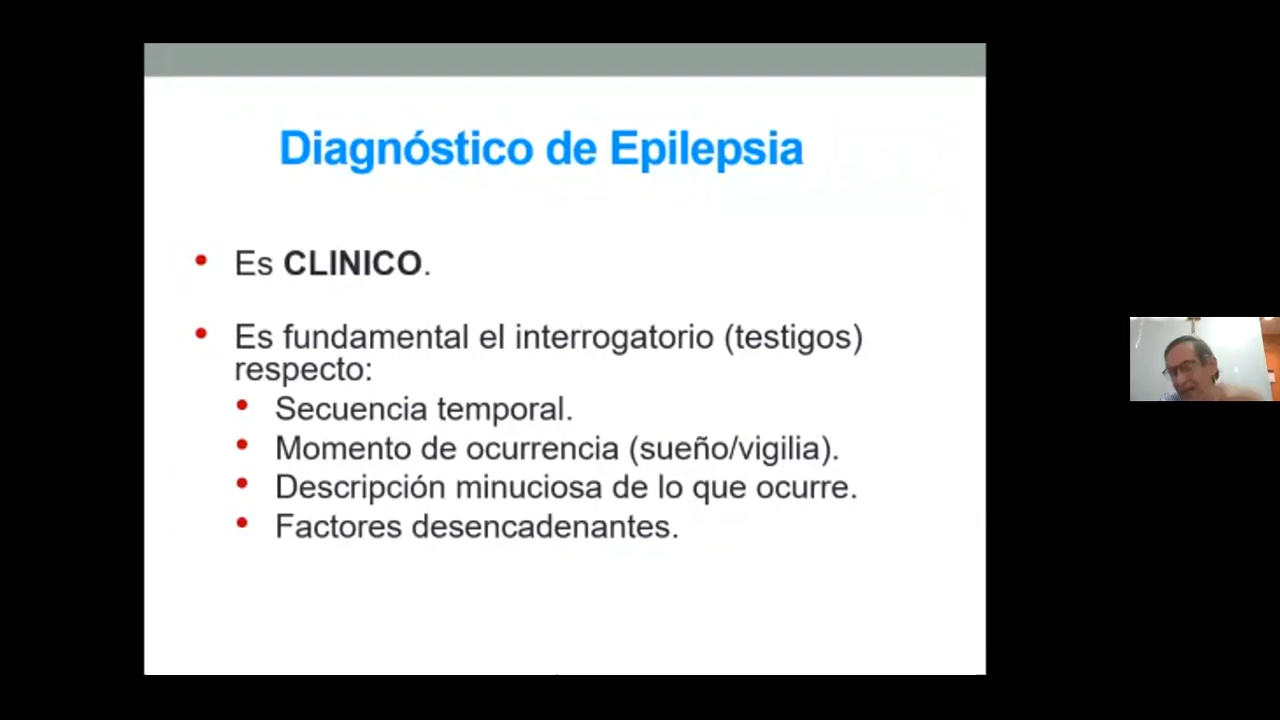 Diagnóstico de Epilepsia
• Es CLINICO.
• Es fundamental el interrogatorio (testigos)
respecto:
• Secuencia temporal.
• Momento de ocurrencia (sueño/vigilia).
• Descripción minuciosa de lo que ocurre.
• Factores desencadenantes.